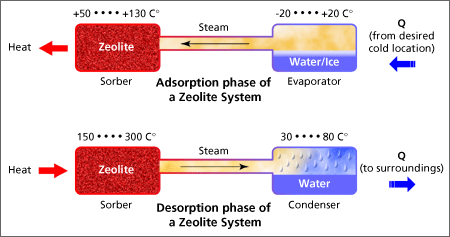 +50 •••• +130 C°
-20 •••• +20 C°
Steam
Q
(from desired
cold location)
Heat
Zeolite
Water/Ice
Sorber
Adsorption phase of
a Zeolite System
Evaporator
150 •••• 300 C°
30 •••• 80 C°
Steam
Q
(to surroundings)
Heat
Zeolite
Water
Sorber
Desorption phase of
a Zeolite System
Condenser